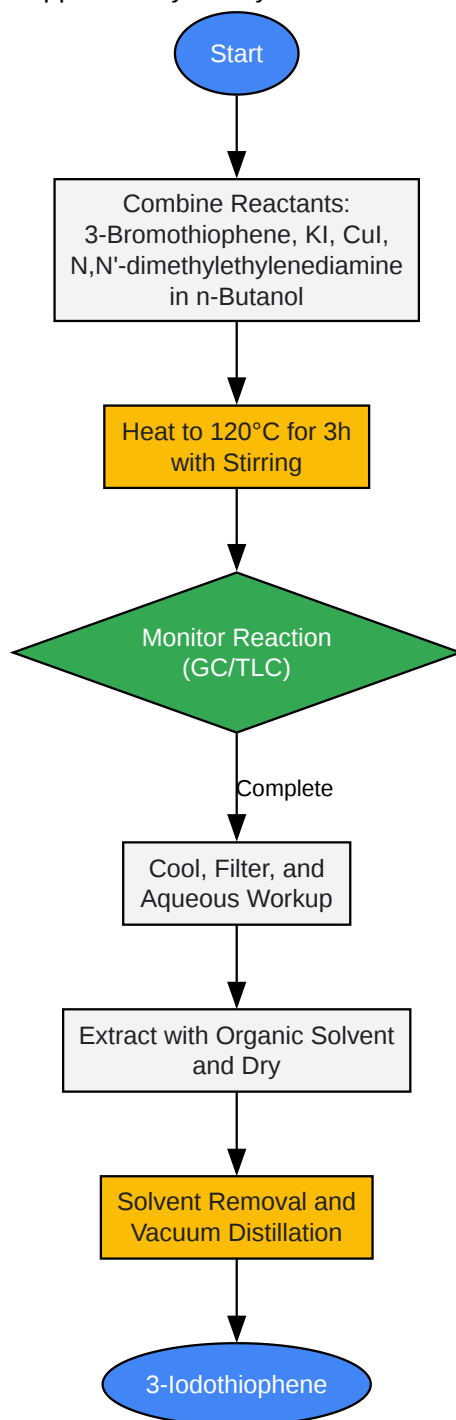 Start
Combine Reactants:
3-Bromothiophene, KI, CuI,
N,N'-dimethylethylenediamine
in n-Butanol
Heat to 120°C for 3h
with Stirring
Monitor Reaction
(GC/TLC)
Complete
Cool, Filter, and
Aqueous Workup
Extract with Organic Solvent
and Dry
Solvent Removal and
Vacuum Distillation
3-Iodothiophene